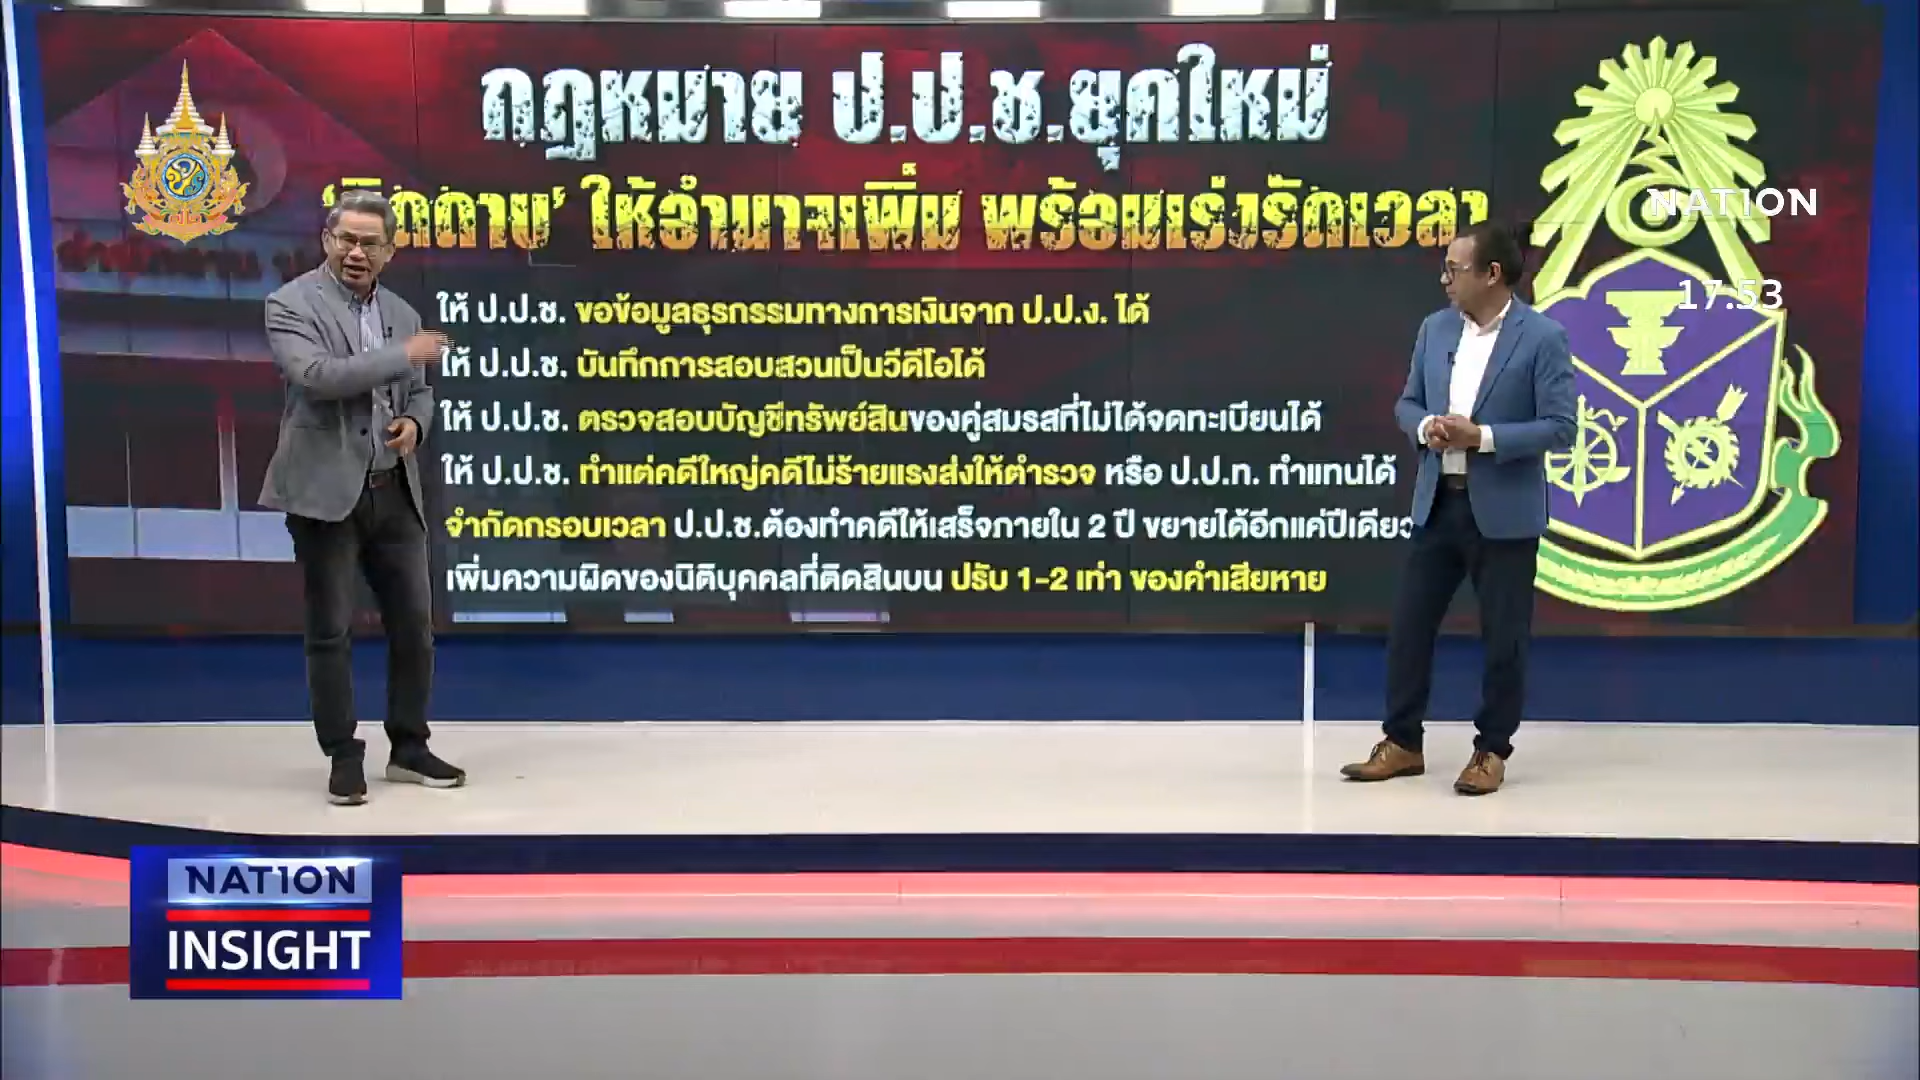 กฎหมาย ป.ป.ช.ยุคใหม่
ให้อำนาจเพิ่ม พร้อมเร่งรัดเวลา
NATION
17:53
ให้ ป.ป.ช. ขอข้อมูลธุรกรรมทางการเงินจาก ป.ป.ง. ได้
ให้ ป.ป.ช. บันทึกการสอบสวนเป็นวีดีโอได้
ให้ ป.ป.ช. ตรวจสอบบัญชีทรัพย์สินของคู่สมรสที่ไม่ได้จดทะเบียนได้
ให้ ป.ป.ช. ทำแต่คดีใหญ่คดีไม่ร้ายแรงส่งให้ตำรวจ หรือ ป.ป.ท. ทำแทนได้
จำกัดกรอบเวลา ป.ป.ช.ต้องทำคดีให้เสร็จภายใน 2 ปี ขยายได้อีกแค่ปีเดียว
เพิ่มความผิดของนิติบุคคลที่ติดสินบน ปรับ 1-2 เท่า ของค่าเสียหาย
NATION
INSIGHT